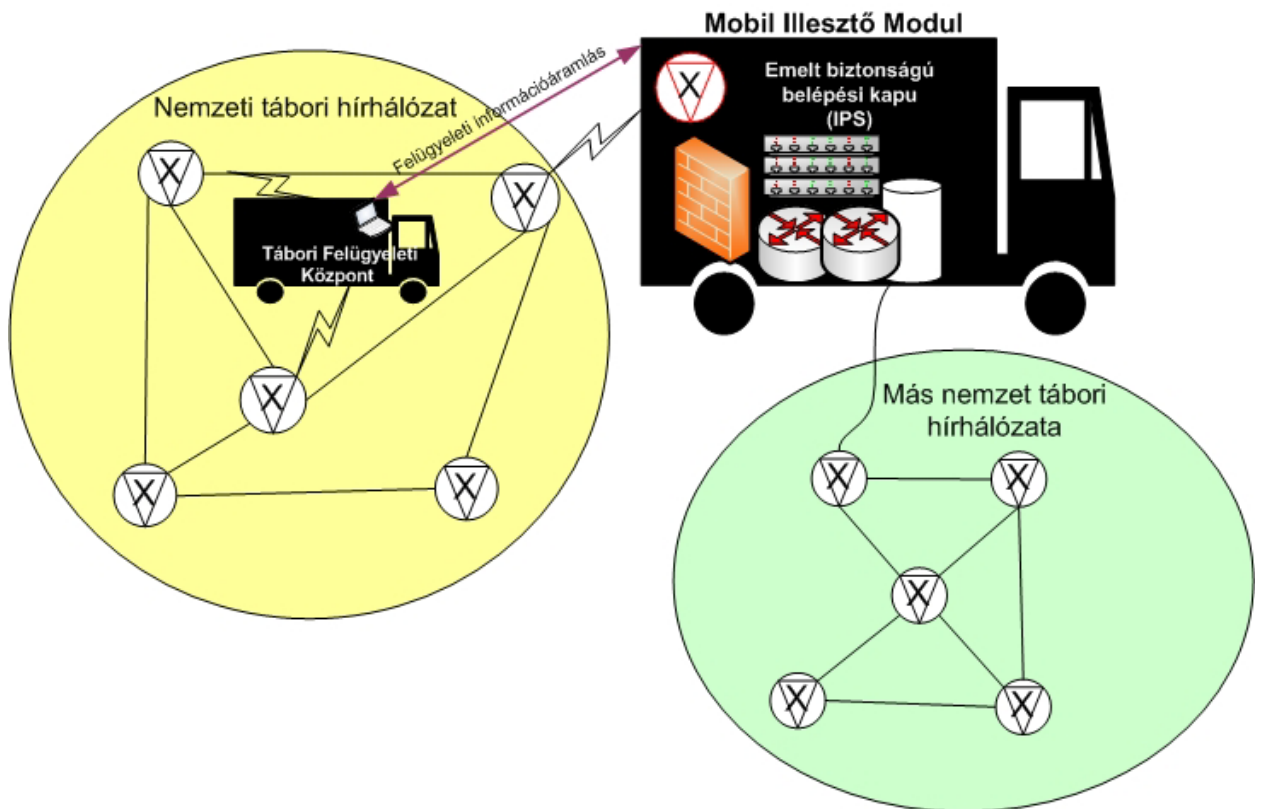 Mobil Illesztő Modul
Emelt biztonságú
belépési kapu
(IPS)
X
Felügyeleti információáramlás
Nemzeti tábori hírhálózat
X
X
Tábori Felügyeleti
Központ
X
X
X
Más nemzet tábori
hírhálózata
X
X
X
X
X